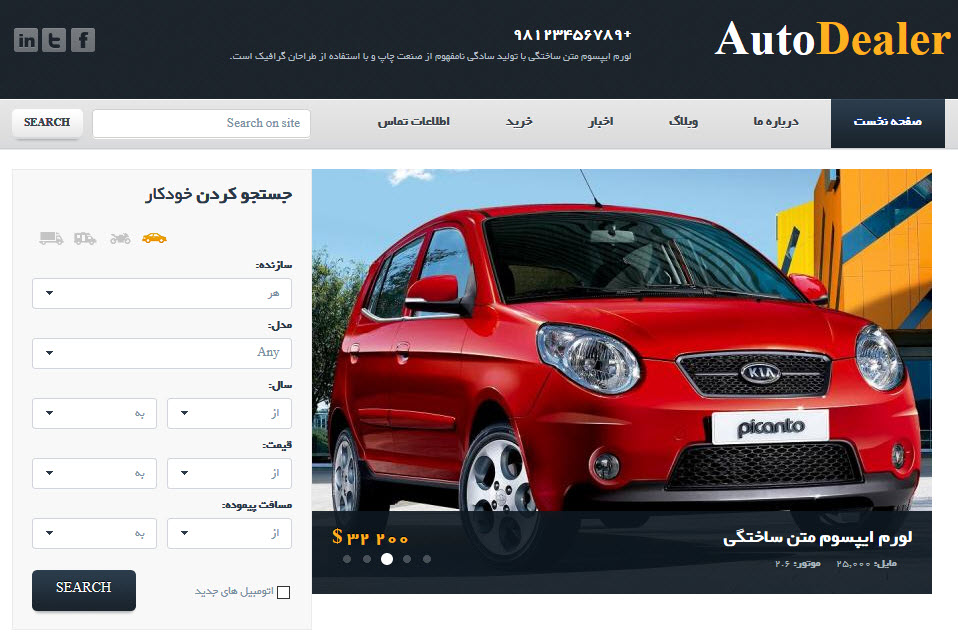 AutoDealer
+۹۸۱۲۳۴۵۶۷۸۹
لورم ایپسوم متن ساختگی با تولید سادگی نامفهوم از صنعت چاپ و با استفاده از طراحان گرافیک است.
in t f
صفحه نخست
درباره ما
وبلاگ
اخبار
خرید
اطلاعات تماس
Search on site
SEARCH
جستجو کردن خودکار
سازنده:
هر
مدل:
Any
سال:
از
به
قیمت:
از
به
مسافت پیموده:
از
به
اتومبیل های جدید
SEARCH
KIA
picanto
لورم ایپسوم متن ساختگی
مایل: ۲۵,۰۰۰ موتور: ۲.۶
$ ۳۲ ۲۰۰